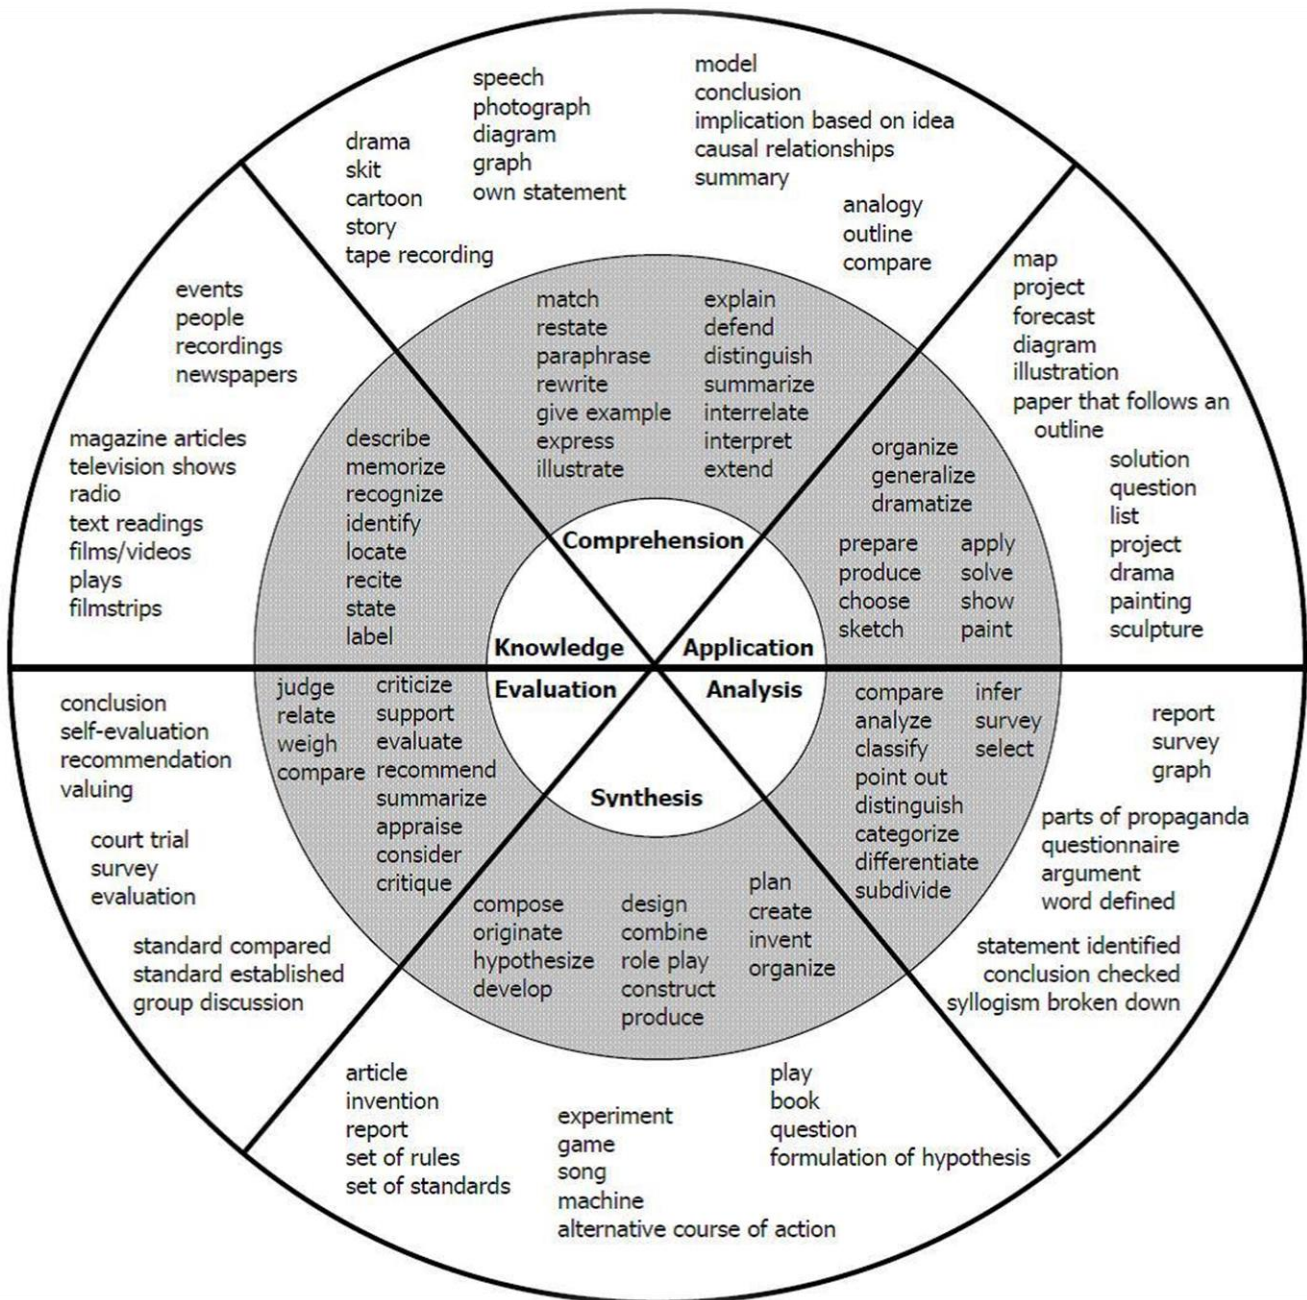 speech
photograph
diagram
graph
own statement
model
conclusion
implication based on idea
causal relationships
summary
drama
skit
cartoon
story
tape recording
analogy
outline
compare
match
restate
paraphrase
rewrite
give example
express
illustrate
explain
defend
distinguish
summarize
interrelate
interpret
extend
Comprehension
map
project
forecast
diagram
illustration
paper that follows an
outline
solution
question
list
project
drama
painting
sculpture
organize
generalize
dramatize
prepare
produce
choose
sketch
apply
solve
show
paint
Application
events
people
recordings
newspapers
magazine articles
television shows
radio
text readings
films/videos
plays
filmstrips
describe
memorize
recognize
identify
locate
recite
state
label
Knowledge
Evaluation
judge
relate
weigh
compare
criticize
support
evaluate
recommend
summarize
appraise
consider
critique
conclusion
self-evaluation
recommendation
valuing
court trial
survey
evaluation
standard compared
standard established
group discussion
Analysis
compare
analyze
classify
point out
distinguish
categorize
differentiate
subdivide
infer
survey
select
report
survey
graph
parts of propaganda
questionnaire
argument
word defined
statement identified
conclusion checked
syllogism broken down
Synthesis
compose
originate
hypothesize
develop
design
combine
role play
construct
produce
plan
create
invent
organize
article
invention
report
set of rules
set of standards
experiment
game
song
machine
alternative course of action
play
book
question
formulation of hypothesis